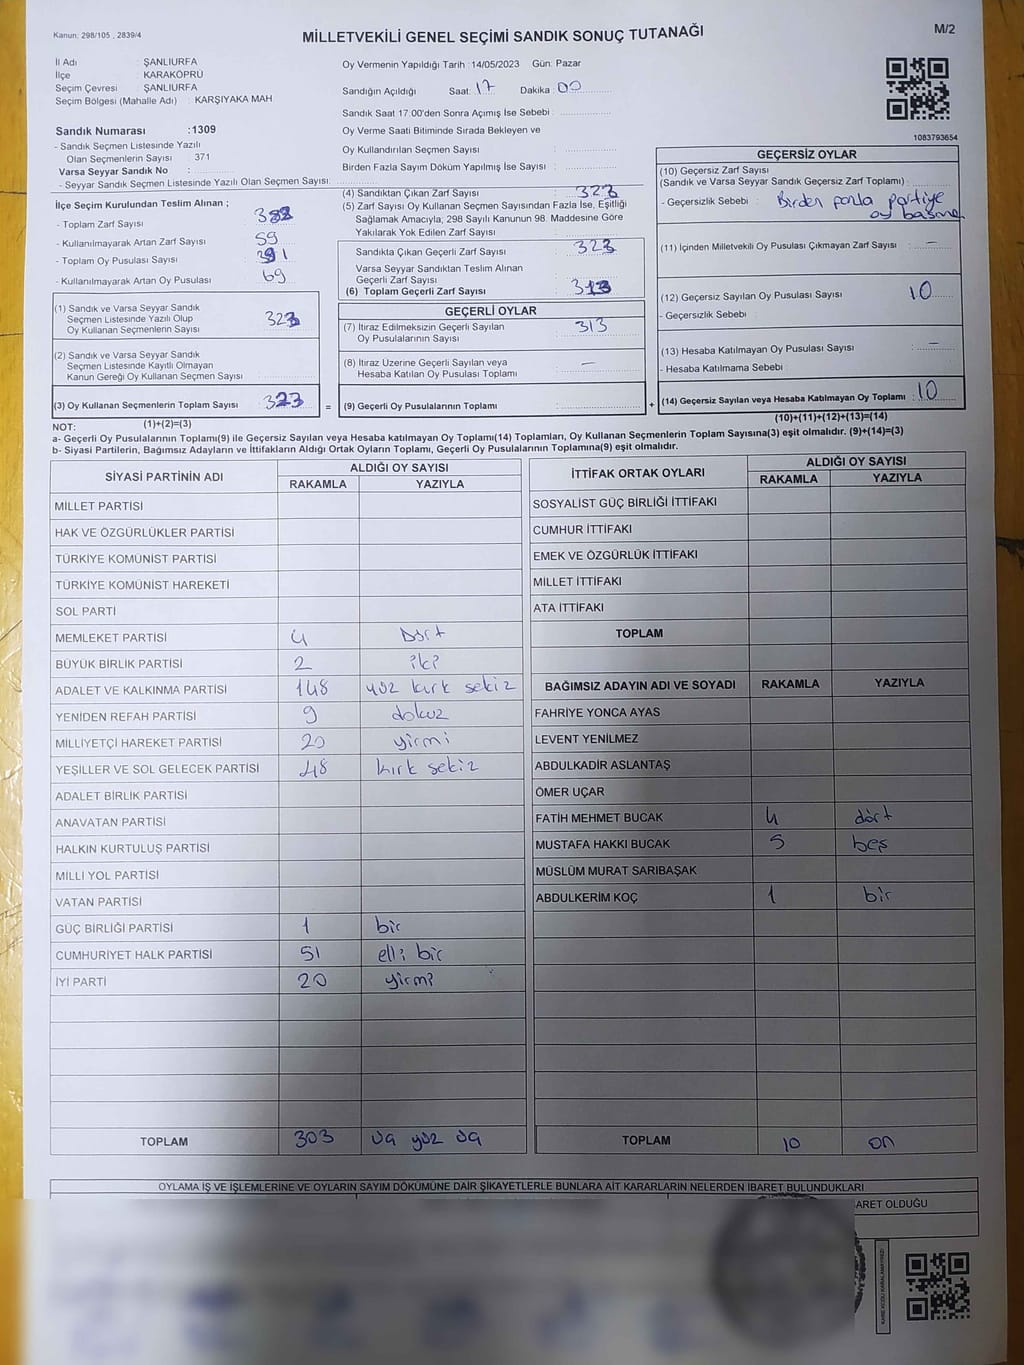 Kanun: 298/105 , 2839/4
MİLLETVEKİLİ GENEL SEÇİMİ SANDIK SONUÇ TUTANAĞI
M/2
İl Adı : ŞANLIURFA
İlçe : KARAKÖPRÜ
Seçim Çevresi : ŞANLIURFA
Seçim Bölgesi (Mahalle Adı) : KARŞIYAKA MAH
Sandık Numarası : 1309
- Sandık Seçmen Listesinde Yazılı
Olan Seçmenlerin Sayısı : 371
Varsa Seyyar Sandık No :
- Seyyar Sandık Seçmen Listesinde Yazılı Olan Seçmen Sayısı:
Oy Vermenin Yapıldığı Tarih :14/05/2023 Gün: Pazar
Sandığın Açıldığı Saat: 17 Dakika: 00
Sandık Saat 17:00'den Sonra Açımış İse Sebebi :
Oy Verme Saati Bitiminde Sırada Bekleyen ve
Oy Kullandırılan Seçmen Sayısı :
Birden Fazla Sayım Döküm Yapılmış İse Sayısı :
1083793654
İlçe Seçim Kurulundan Teslim Alınan ;
- Toplam Zarf Sayısı :
- Kullanılmayarak Artan Zarf Sayısı : 59
- Toplam Oy Pusulası Sayısı :
- Kullanılmayarak Artan Oy Pusulası : 69
(1) Sandık ve Varsa Seyyar Sandık
Seçmen Listesinde Yazılı Olup
Oy Kullanan Seçmenlerin Sayısı : 323
(2) Sandık ve Varsa Seyyar Sandık
Seçmen Listesinde Kayıtlı Olmayan
Kanun Gereği Oy Kullanan Seçmen Sayısı :
(3) Oy Kullanan Seçmenlerin Toplam Sayısı : 323
(1)+(2)=(3)
(4) Sandıktan Çıkan Zarf Sayısı : 323
(5) Zarf Sayısı Oy Kullanan Seçmen Sayısından Fazla İse, Eşitliği
Sağlamak Amacıyla; 298 Sayılı Kanunun 98. Maddesine Göre
Yakılarak Yok Edilen Zarf Sayısı :
Sandıkta Çıkan Geçerli Zarf Sayısı : 323
Varsa Seyyar Sandıktan Teslim Alınan
Geçerli Zarf Sayısı :
(6) Toplam Geçerli Zarf Sayısı : 313
GEÇERLİ OYLAR
(7) İtiraz Edilmeksizin Geçerli Sayılan : 313
Oy Pusulalarının Sayısı
(8) İtiraz Üzerine Geçerli Sayılan veya : —
Hesaba Katılan Oy Pusulası Toplamı
= (9) Geçerli Oy Pusulalarının Toplamı : +
GEÇERSİZ OYLAR
(10) Geçersiz Zarf Sayısı
(Sandık ve Varsa Seyyar Sandık Geçersiz Zarf Toplamı) :
- Geçersizlik Sebebi : Birden fazla partiye
oy basma
(11) İçinden Milletvekili Oy Pusulası Çıkmayan Zarf Sayısı : —
(12) Geçersiz Sayılan Oy Pusulası Sayısı : 10
- Geçersizlik Sebebi :
(13) Hesaba Katılmayan Oy Pusulası Sayısı : —
- Hesaba Katılmama Sebebi :
(14) Geçersiz Sayılan veya Hesaba Katılmayan Oy Toplamı : 10
(10)+(11)+(12)+(13)=(14)
NOT:
a- Geçerli Oy Pusulalarının Toplamı(9) ile Geçersiz Sayılan veya Hesaba katılmayan Oy Toplamı(14) Toplamları, Oy Kullanan Seçmenlerin Toplam Sayısına(3) eşit olmalıdır. (9)+(14)=(3)
b- Siyasi Partilerin, Bağımsız Adayların ve İttifakların Aldığı Ortak Oyların Toplamı, Geçerli Oy Pusulalarının Toplamına(9) eşit olmalıdır.
SİYASİ PARTİNİN ADI ALDIĞI OY SAYISI
RAKAMLA YAZIYLA
MİLLET PARTİSİ
HAK VE ÖZGÜRLÜKLER PARTİSİ
TÜRKİYE KOMÜNİST PARTİSİ
TÜRKİYE KOMÜNİST HAREKETİ
SOL PARTİ
MEMLEKET PARTİSİ 4 Dört
BÜYÜK BİRLİK PARTİSİ 2 iki
ADALET VE KALKINMA PARTİSİ 148 yüz kırk sekiz
YENİDEN REFAH PARTİSİ 9 dokuz
MİLLİYETÇİ HAREKET PARTİSİ 20 yirmi
YEŞİLLER VE SOL GELECEK PARTİSİ 48 kırk sekiz
ADALET BİRLİK PARTİSİ
ANAVATAN PARTİSİ
HALKIN KURTULUŞ PARTİSİ
MİLLİ YOL PARTİSİ
VATAN PARTİSİ
GÜÇ BİRLİĞİ PARTİSİ 1 bir
CUMHURİYET HALK PARTİSİ 51 elli bir
İYİ PARTİ 20 yirmi
TOPLAM 303 üç yüz üç
İTTİFAK ORTAK OYLARI ALDIĞI OY SAYISI
RAKAMLA YAZIYLA
SOSYALİST GÜÇ BİRLİĞİ İTTİFAKI
CUMHUR İTTİFAKI
EMEK VE ÖZGÜRLÜK İTTİFAKI
MİLLET İTTİFAKI
ATA İTTİFAKI
TOPLAM
BAĞIMSIZ ADAYIN ADI VE SOYADI RAKAMLA YAZIYLA
FAHRİYE YONCA AYAS
LEVENT YENİLMEZ
ABDULKADİR ASLANTAŞ
ÖMER UÇAR
FATİH MEHMET BUCAK 4 dört
MUSTAFA HAKKI BUCAK 5 beş
MÜSLÜM MURAT SARIBAŞAK
ABDULKERİM KOÇ 1 bir
TOPLAM 10 on
OYLAMA İŞ VE İŞLEMLERİNE VE OYLARIN SAYIM DÖKÜMÜNE DAİR ŞİKAYETLERLE BUNLARA AİT KARARLARIN NELERDEN İBARET BULUNDUKLARI
ARET OLDUĞU